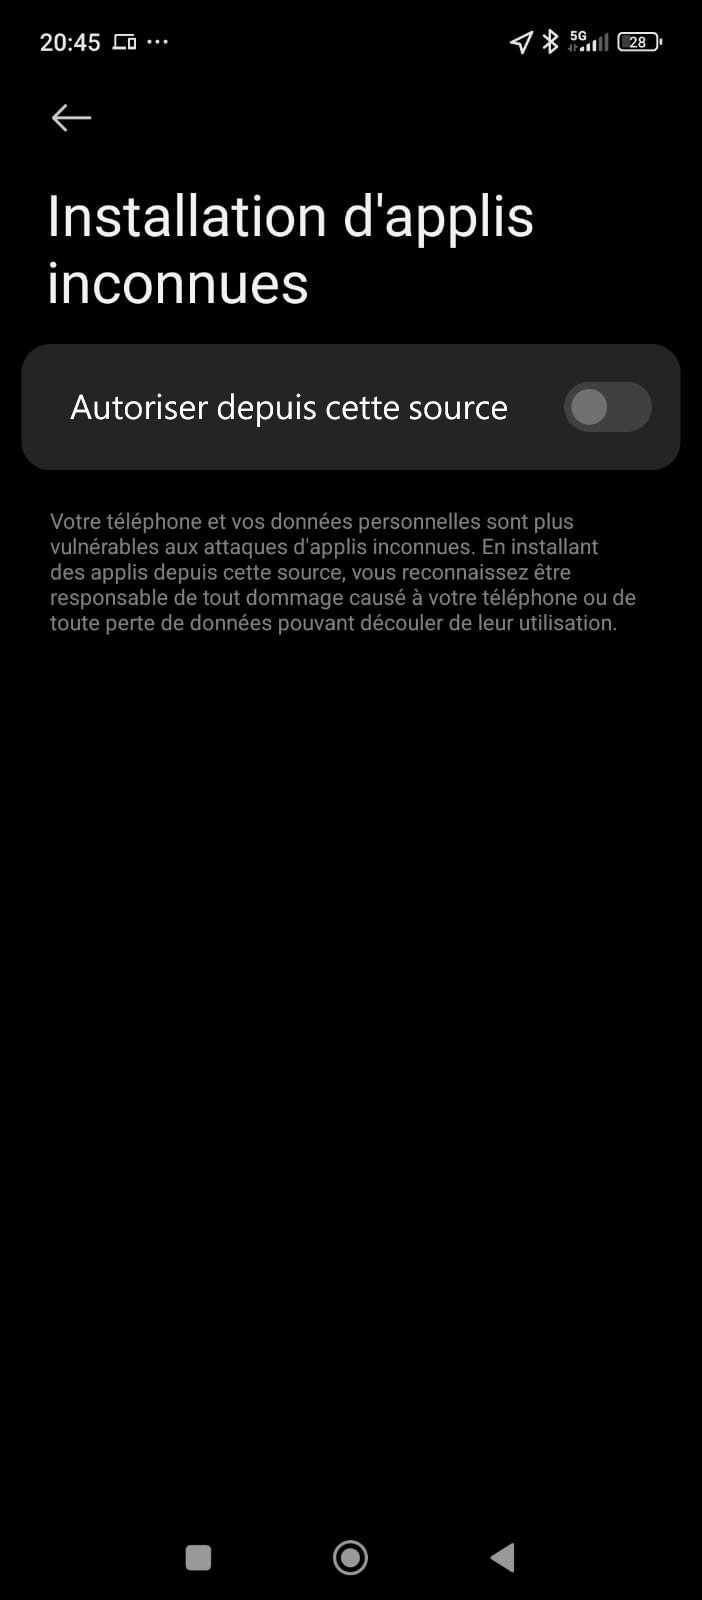 20:45
5G
28
Installation d'applis
inconnues
Autoriser depuis cette source
Votre téléphone et vos données personnelles sont plus
vulnérables aux attaques d'applis inconnues. En installant
des applis depuis cette source, vous reconnaissez être
responsable de tout dommage causé à votre téléphone ou de
toute perte de données pouvant découler de leur utilisation.